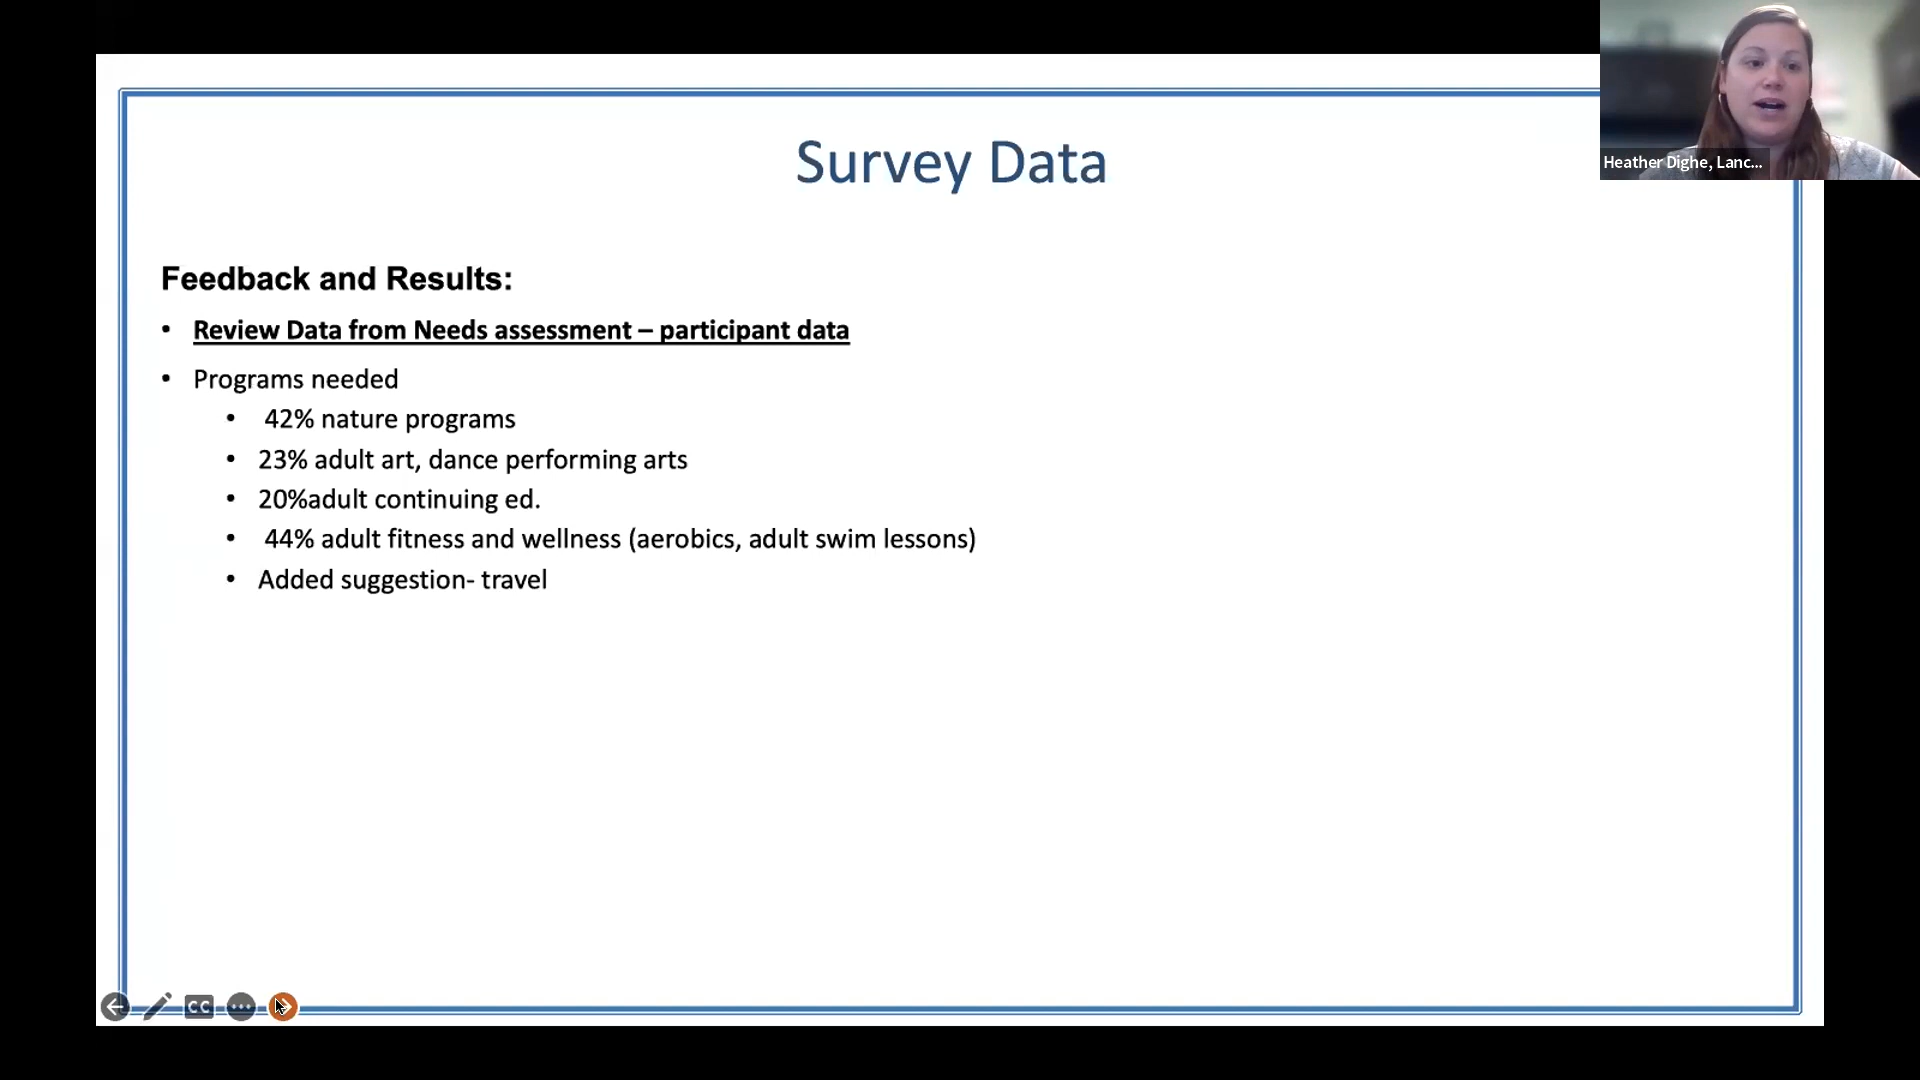 Survey Data
Heather Dighe, Lanc...
Feedback and Results:
• Review Data from Needs assessment – participant data
• Programs needed
• 42% nature programs
• 23% adult art, dance performing arts
• 20%adult continuing ed.
• 44% adult fitness and wellness (aerobics, adult swim lessons)
• Added suggestion- travel
CC